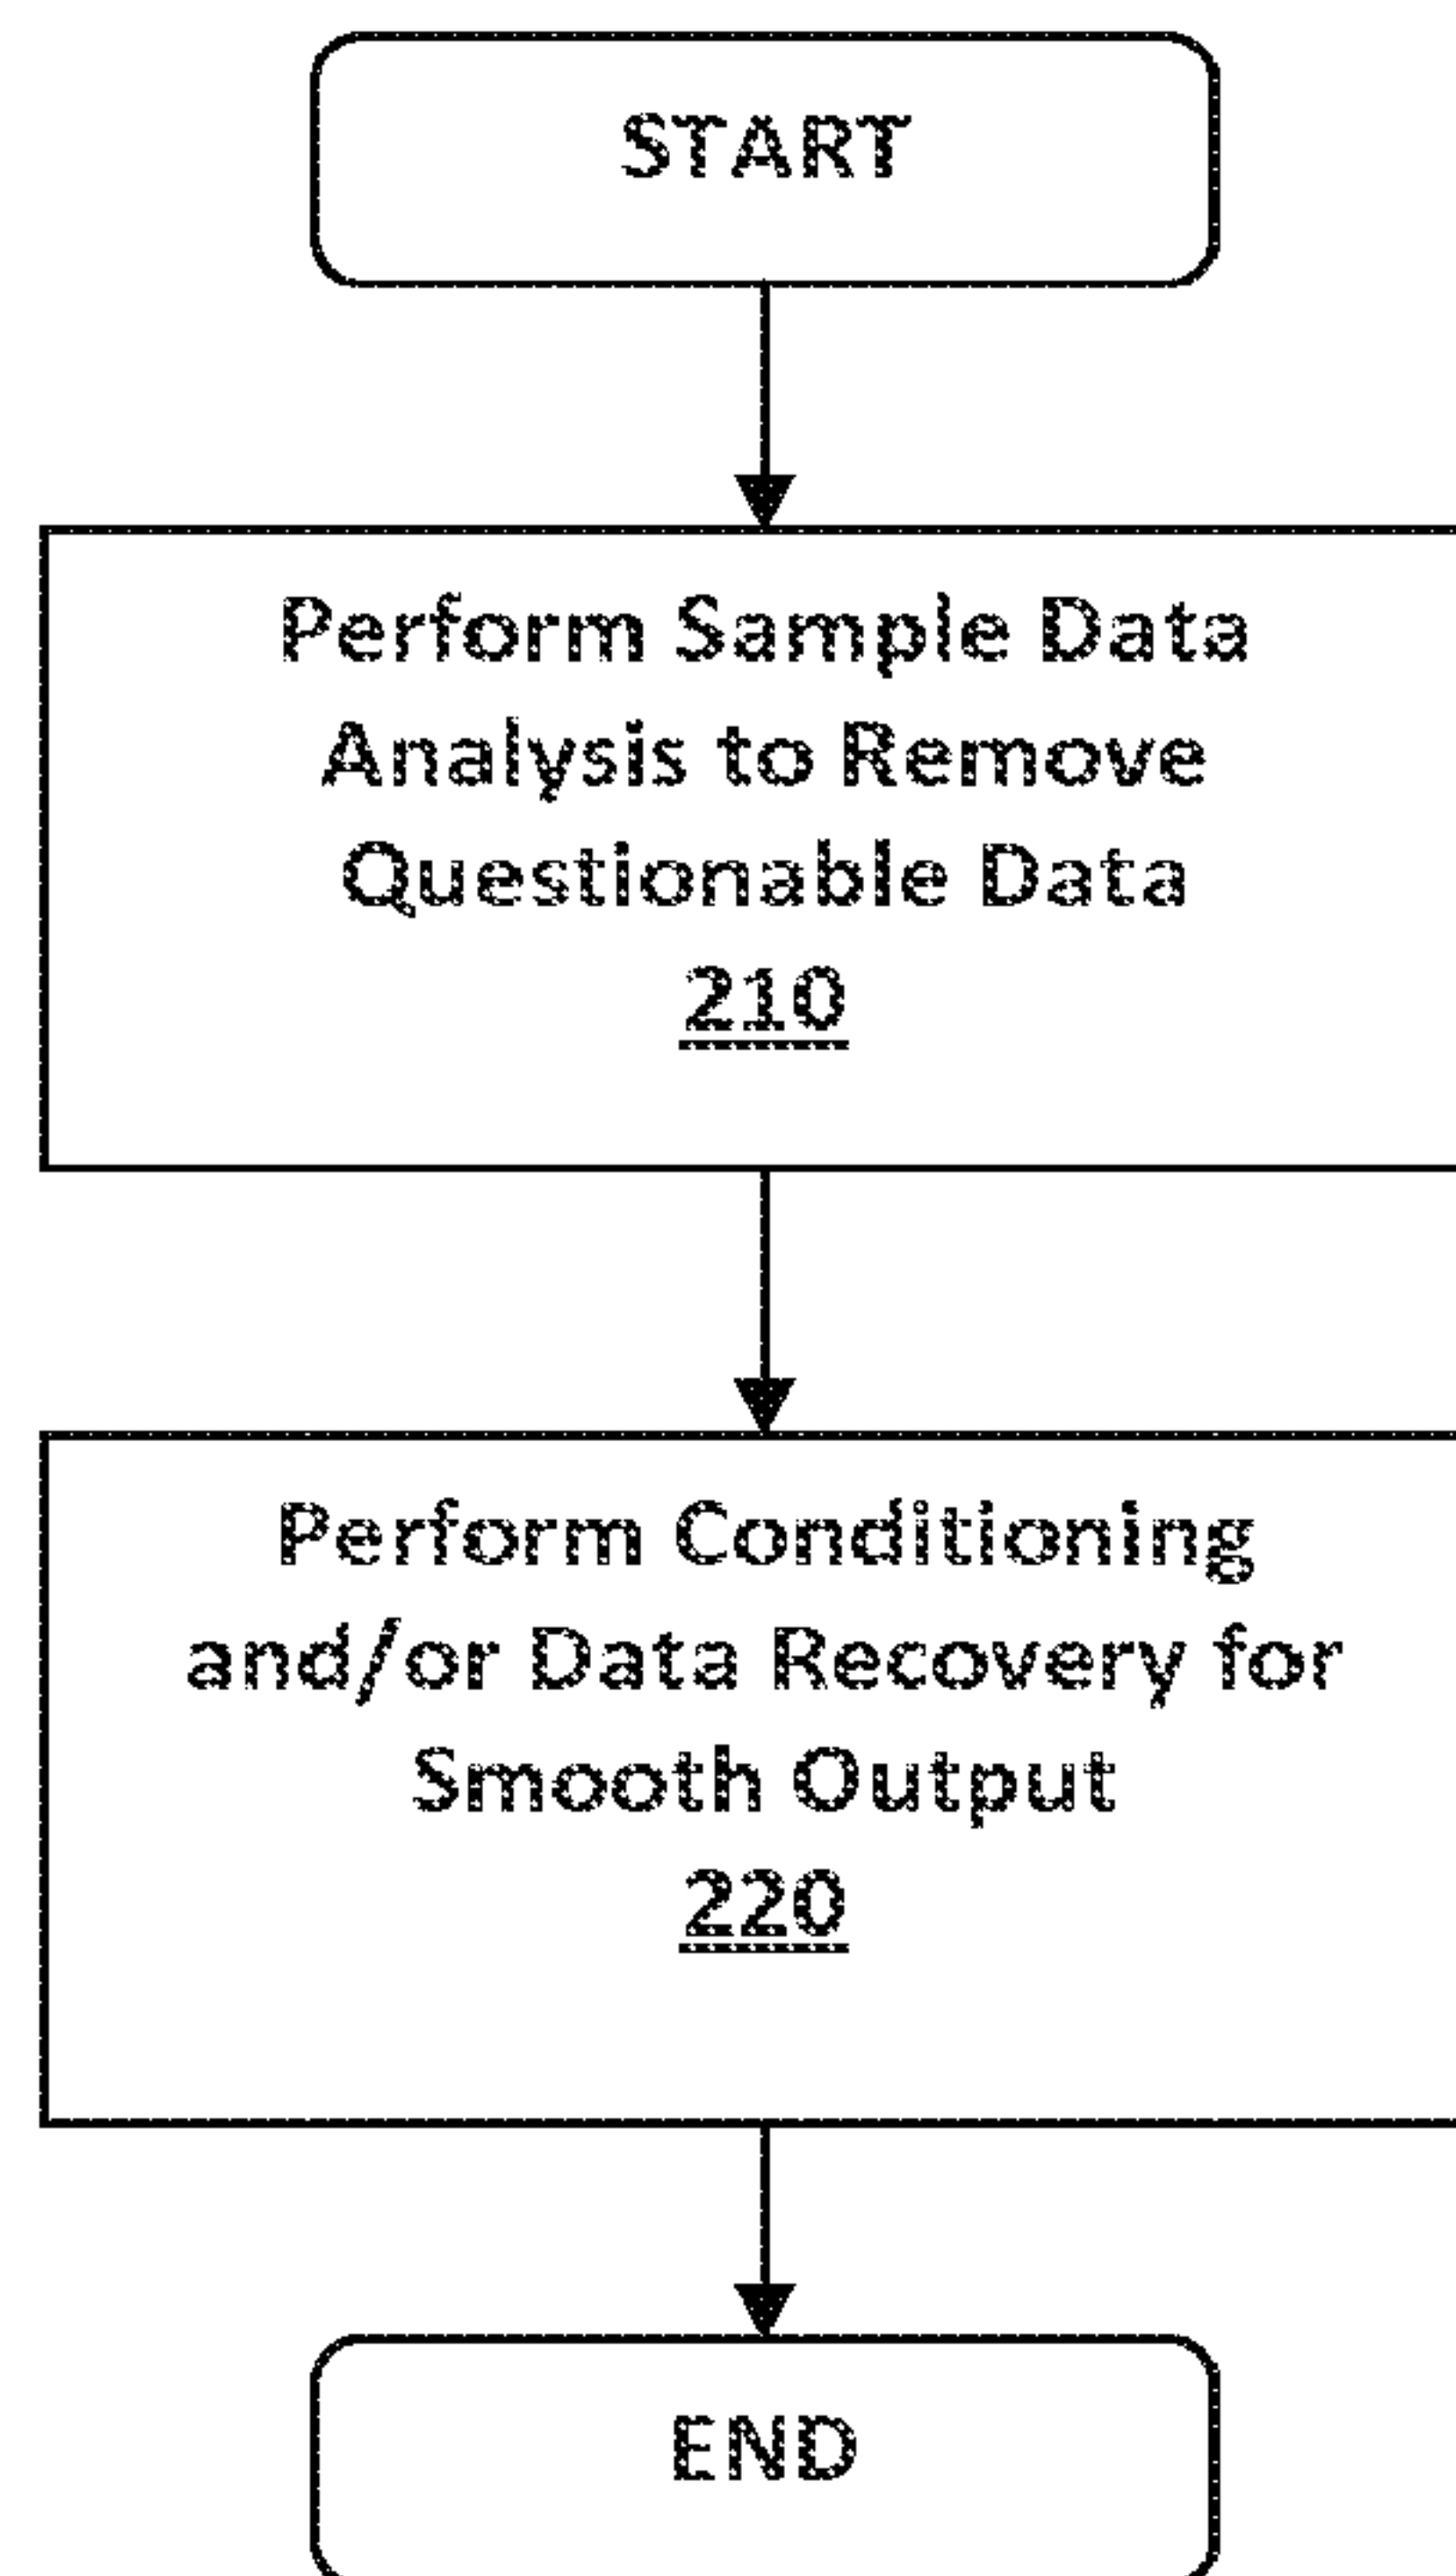 START
Perform Sample Data
Analysis to Remove
Questionable Data
210
Perform Conditioning
and/or Data Recovery for
Smooth Output
220
END